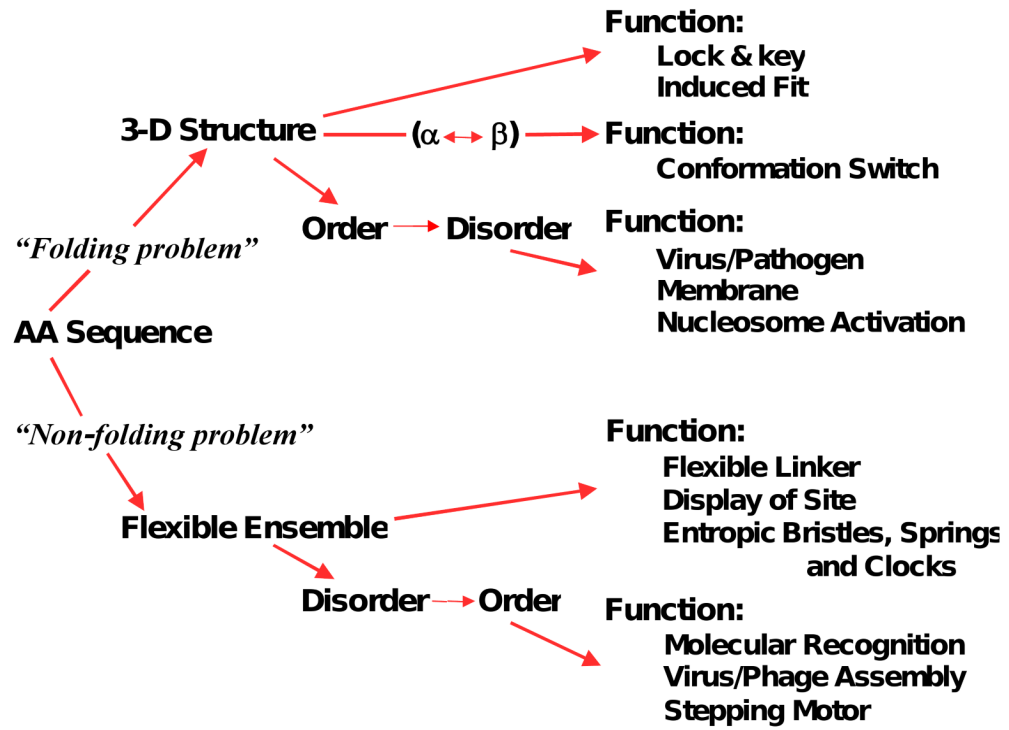 Function:
Lock & key
Induced Fit
3-D Structure
(α β)
Function:
Conformation Switch
Order Disorder
Function:
Virus/Pathogen
Membrane
Nucleosome Activation
“Folding problem”
AA Sequence
“Non-folding problem”
Function:
Flexible Linker
Display of Site
Entropic Bristles, Springs
and Clocks
Flexible Ensemble
Disorder Order
Function:
Molecular Recognition
Virus/Phage Assembly
Stepping Motor